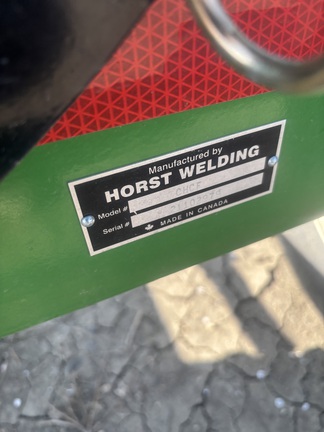 Manufactured by
HORST WELDING
Model #
Serial #
MADE IN CANADA